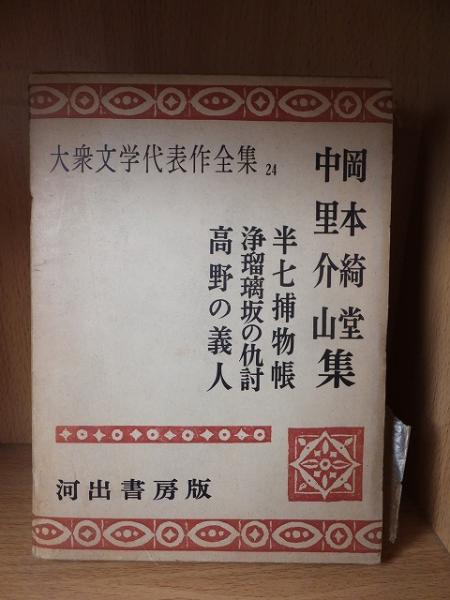 大衆文学代表作全集 24
岡本綺堂
中里介山
集
半七捕物帳
浄瑠璃坂の仇討
高野の義人
河出書房版